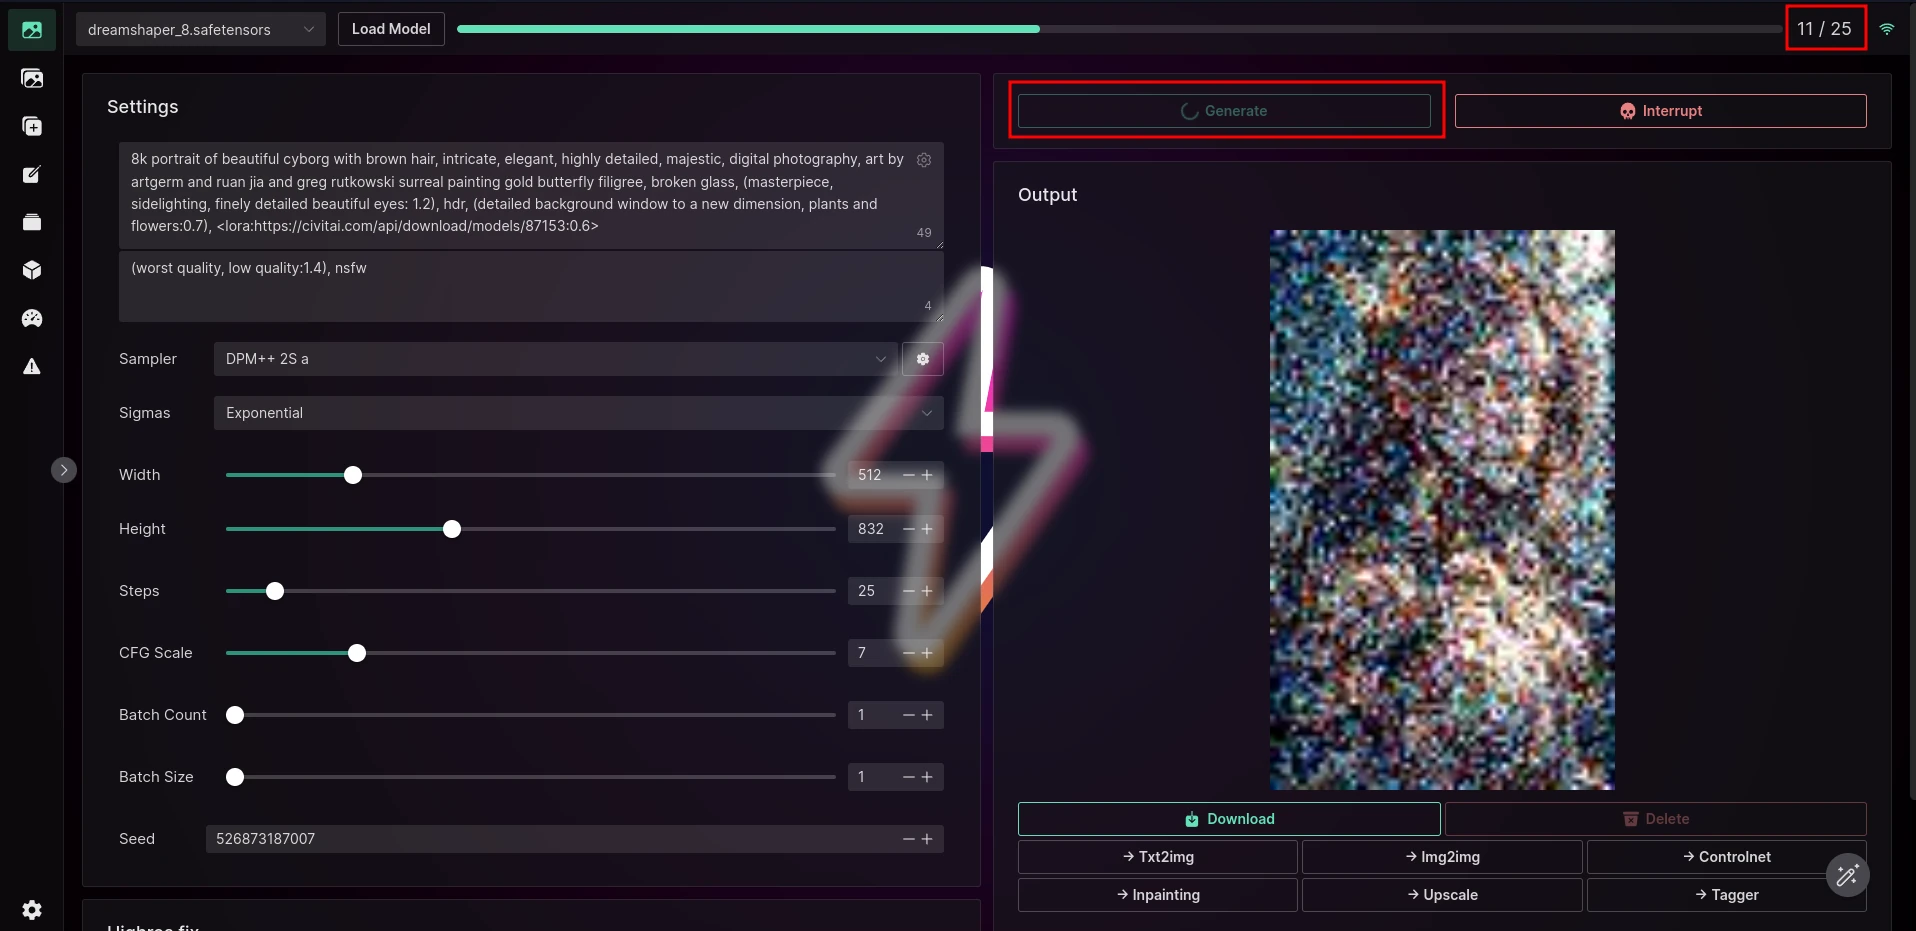 dreamshaper_8.safetensors
Load Model
11 / 25
Settings
8k portrait of beautiful cyborg with brown hair, intricate, elegant, highly detailed, majestic, digital photography, art by
artgerm and ruan jia and greg rutkowski surreal painting gold butterfly filigree, broken glass, (masterpiece,
sidelighting, finely detailed beautiful eyes: 1.2), hdr, (detailed background window to a new dimension, plants and
flowers:0.7), <lora:https://civitai.com/api/download/models/87153:0.6>
49
(worst quality, low quality:1.4), nsfw
4
Sampler
DPM++ 2S a
Sigmas
Exponential
Width
512
Height
832
Steps
25
CFG Scale
7
Batch Count
1
Batch Size
1
Seed
526873187007
Generate
Interrupt
Output
Download
Delete
→ Txt2img
→ Img2img
→ Controlnet
→ Inpainting
→ Upscale
→ Tagger